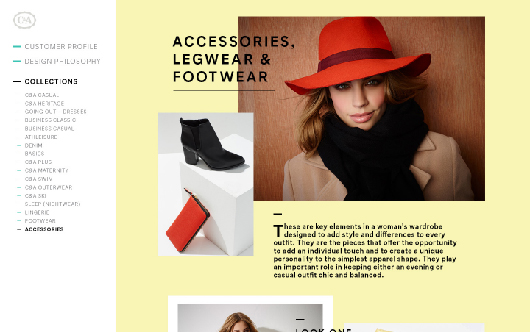 C&A
CUSTOMER PROFILE
DESIGN PHILOSOPHY
COLLECTIONS
C&A CASUAL
C&A HERITAGE
GOING OUT + DRESSED
BUSINESS CLASSIC
BUSINESS CASUAL
ATHLEISURE
DENIM
BASICS
C&A PLUS
C&A MATERNITY
C&A SWIM
C&A OUTERWEAR
C&A SKI
SLEEP (NIGHTWEAR)
LINGERIE
FOOTWEAR
ACCESSORIES
ACCESSORIES,
LEGWEAR &
FOOTWEAR
These are key elements in a woman's wardrobe
designed to add style and differences to every
outfit. They are the pieces that offer the opportunity
to add an individual touch and to create a unique
personality to the simplest apparel shape. They play
an important role in keeping either an evening or
casual outfit chic and balanced.
LOOK ONE